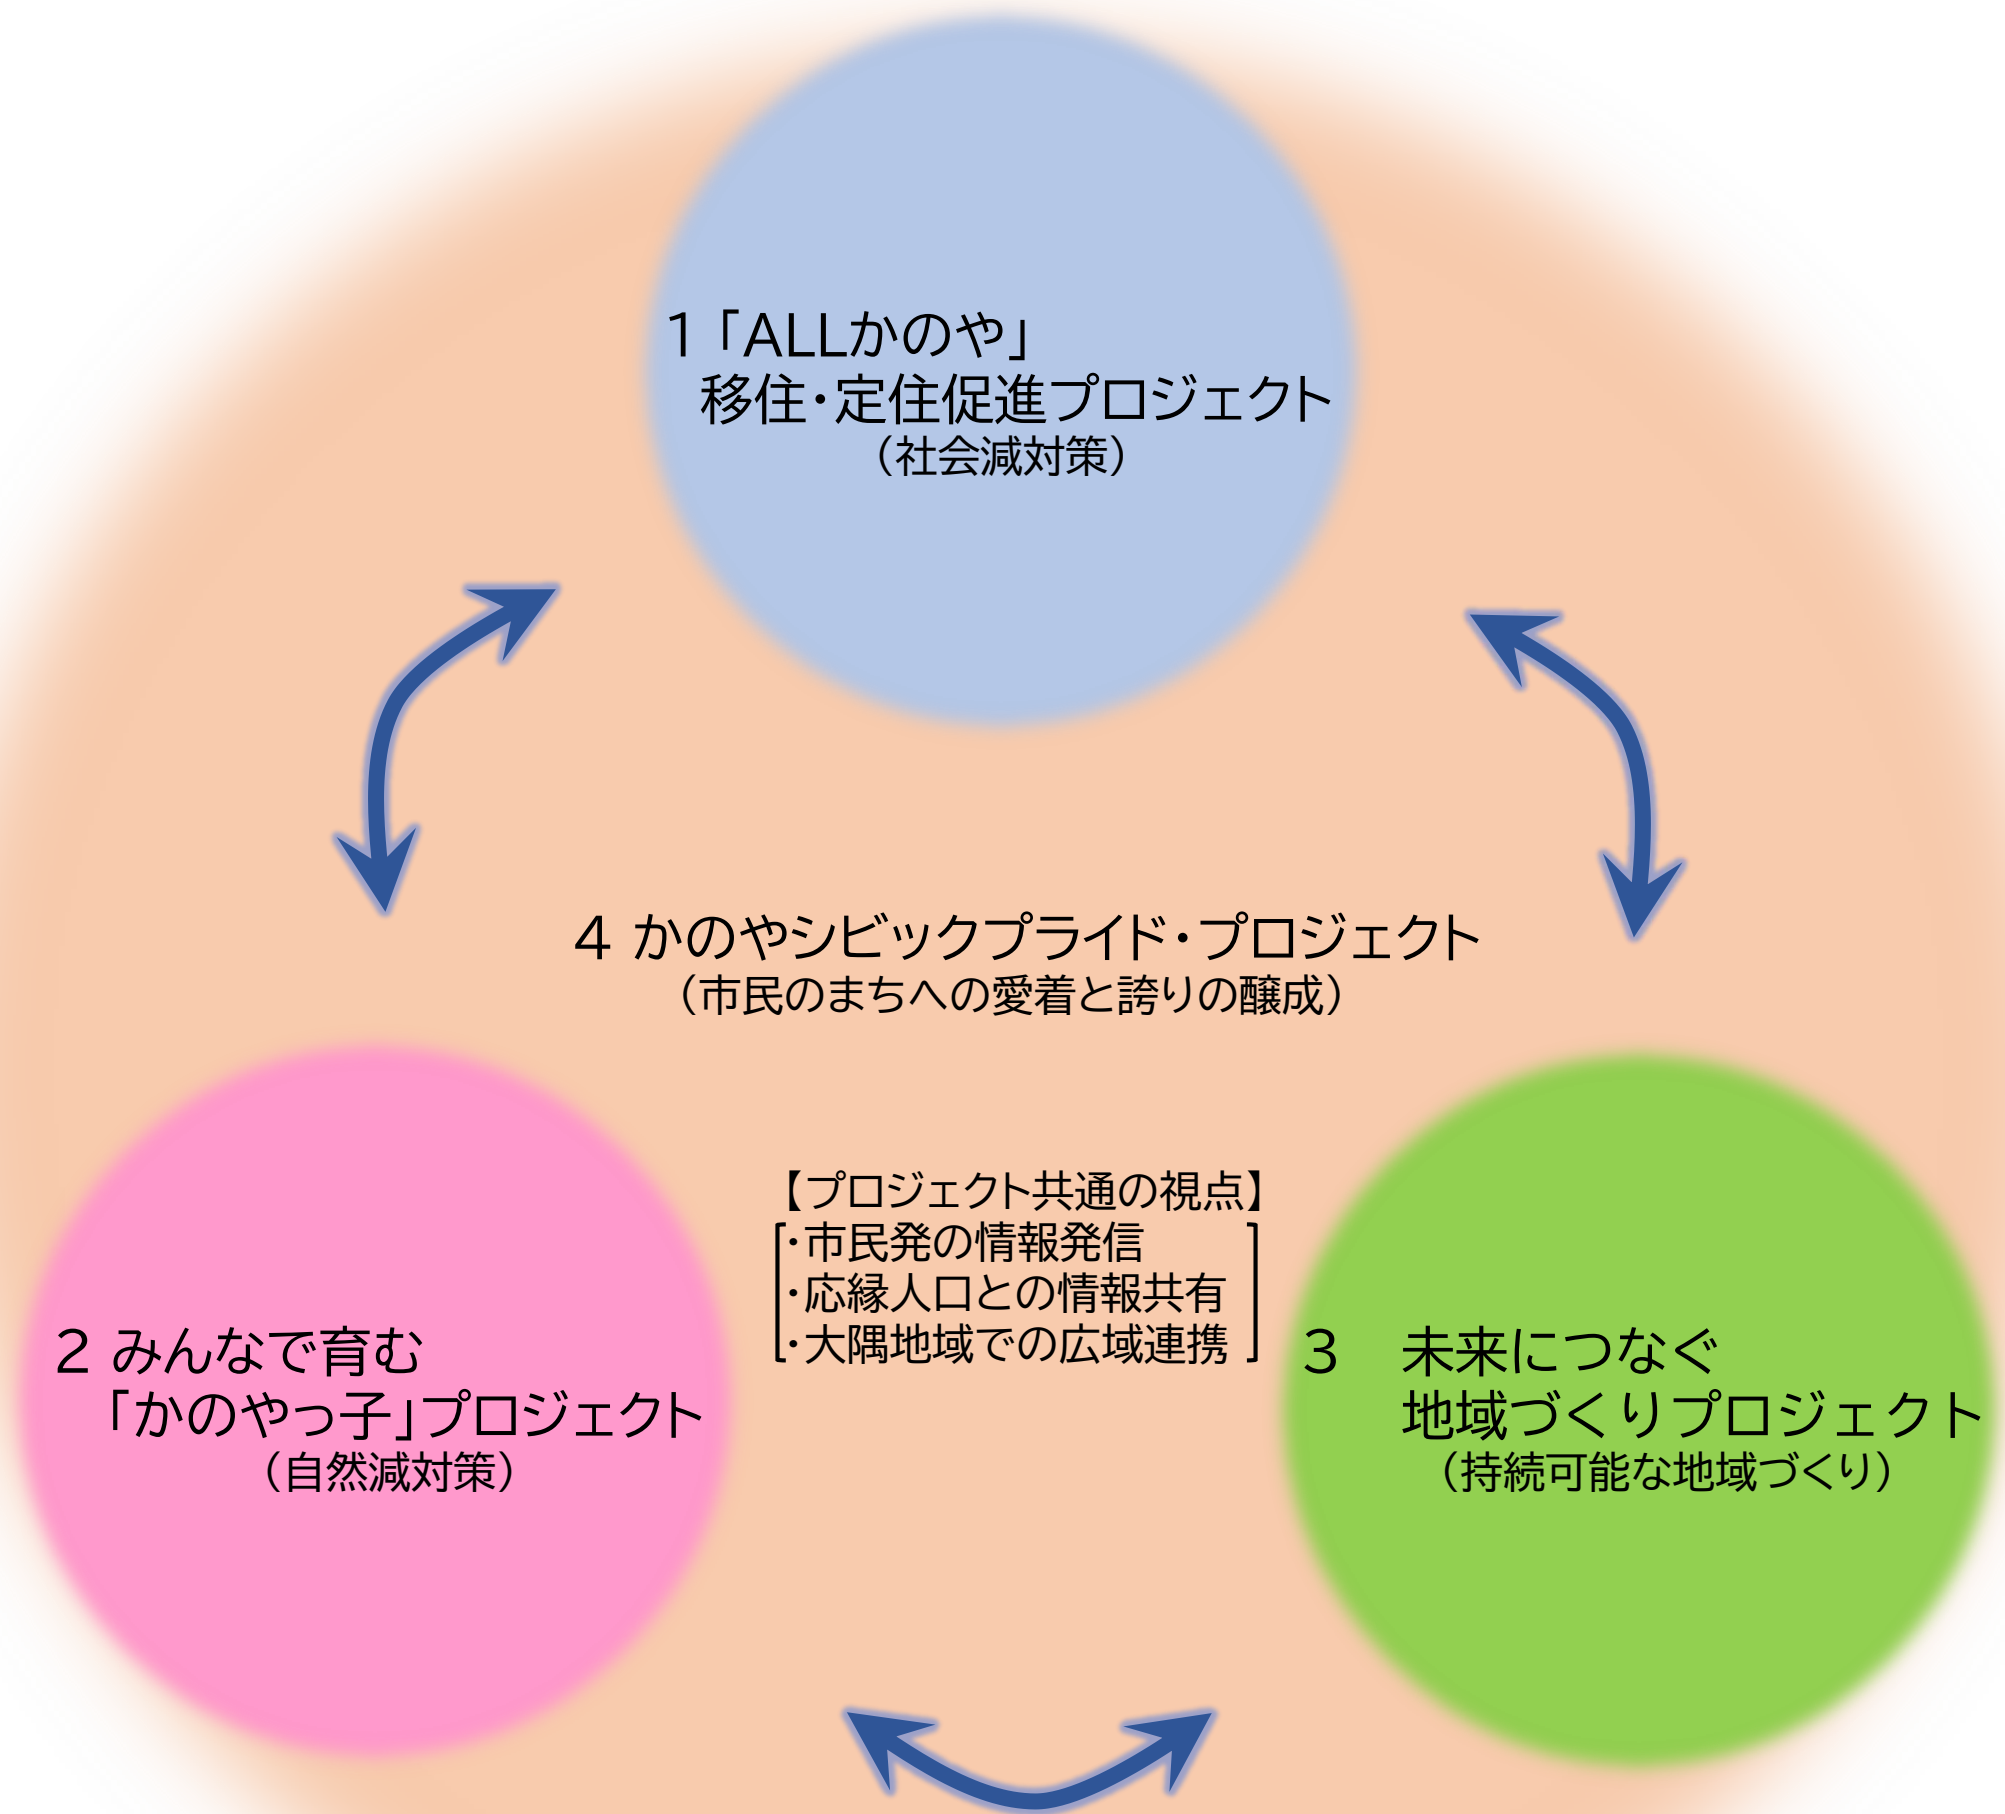 1 「ALLかのや」
移住・定住促進プロジェクト
（社会減対策）
4 かのやシビックプライド・プロジェクト
（市民のまちへの愛着と誇りの醸成）
【プロジェクト共通の視点】
・市民発の情報発信
・応縁人口との情報共有
・大隅地域での広域連携
2 みんなで育む
「かのやっ子」プロジェクト
（自然減対策）
3　未来につなぐ
地域づくりプロジェクト
（持続可能な地域づくり）